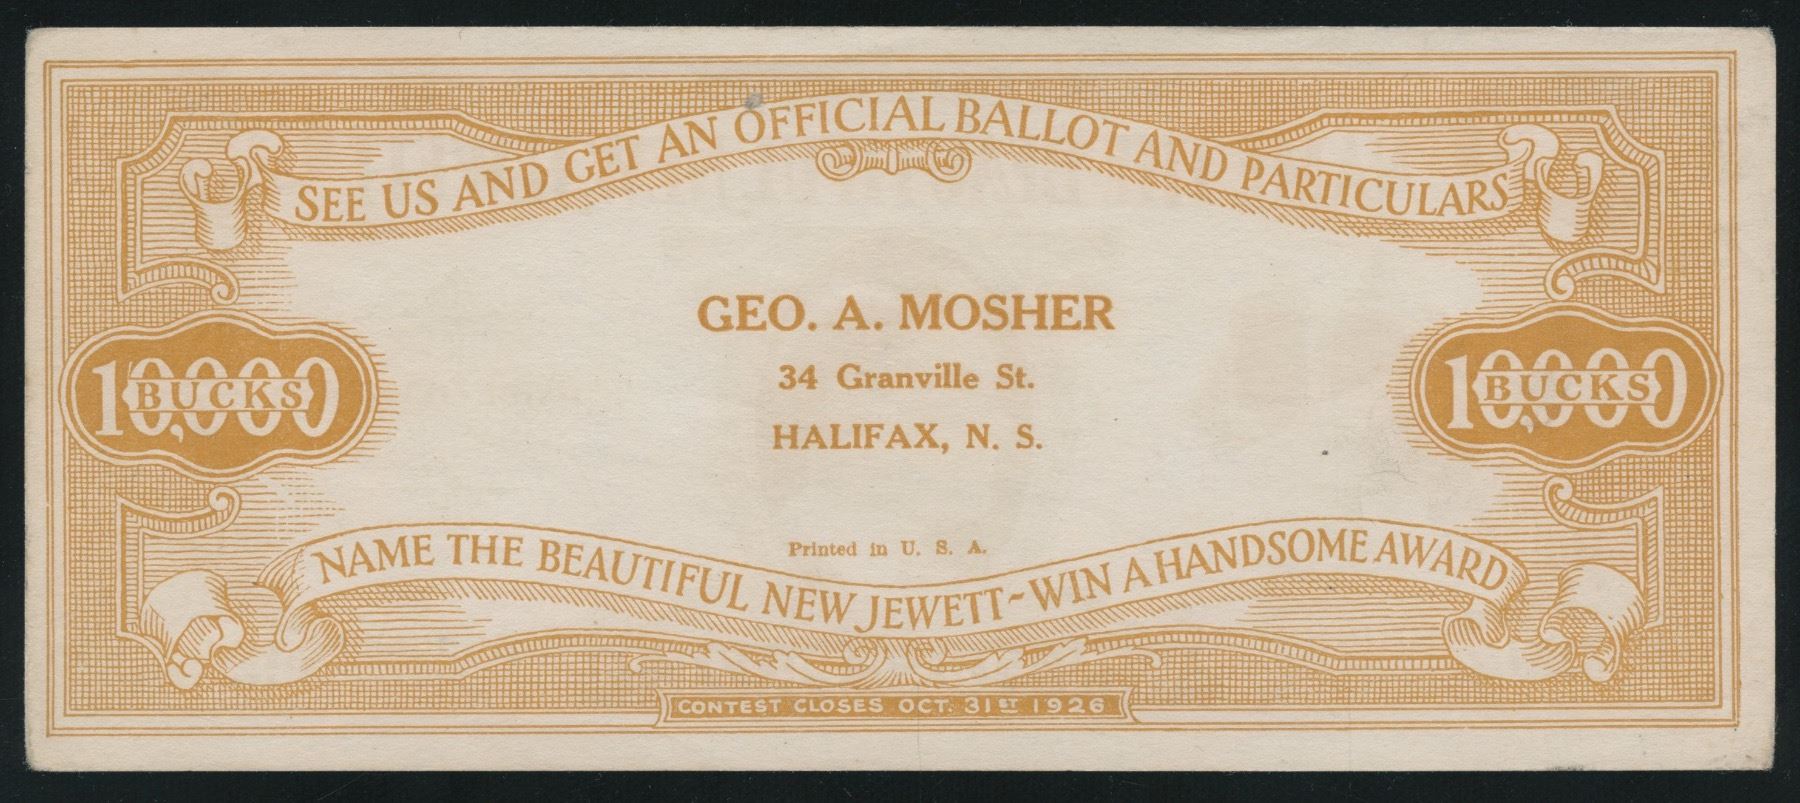 SEE US AND GET AN OFFICIAL BALLOT AND PARTICULARS
GEO. A. MOSHER
34 Granville St.
HALIFAX, N. S.
10,000
BUCKS
10,000
BUCKS
Printed in U. S. A.
NAME THE BEAUTIFUL NEW JEWETT~WIN A HANDSOME AWARD
CONTEST CLOSES OCT. 31ST 1926